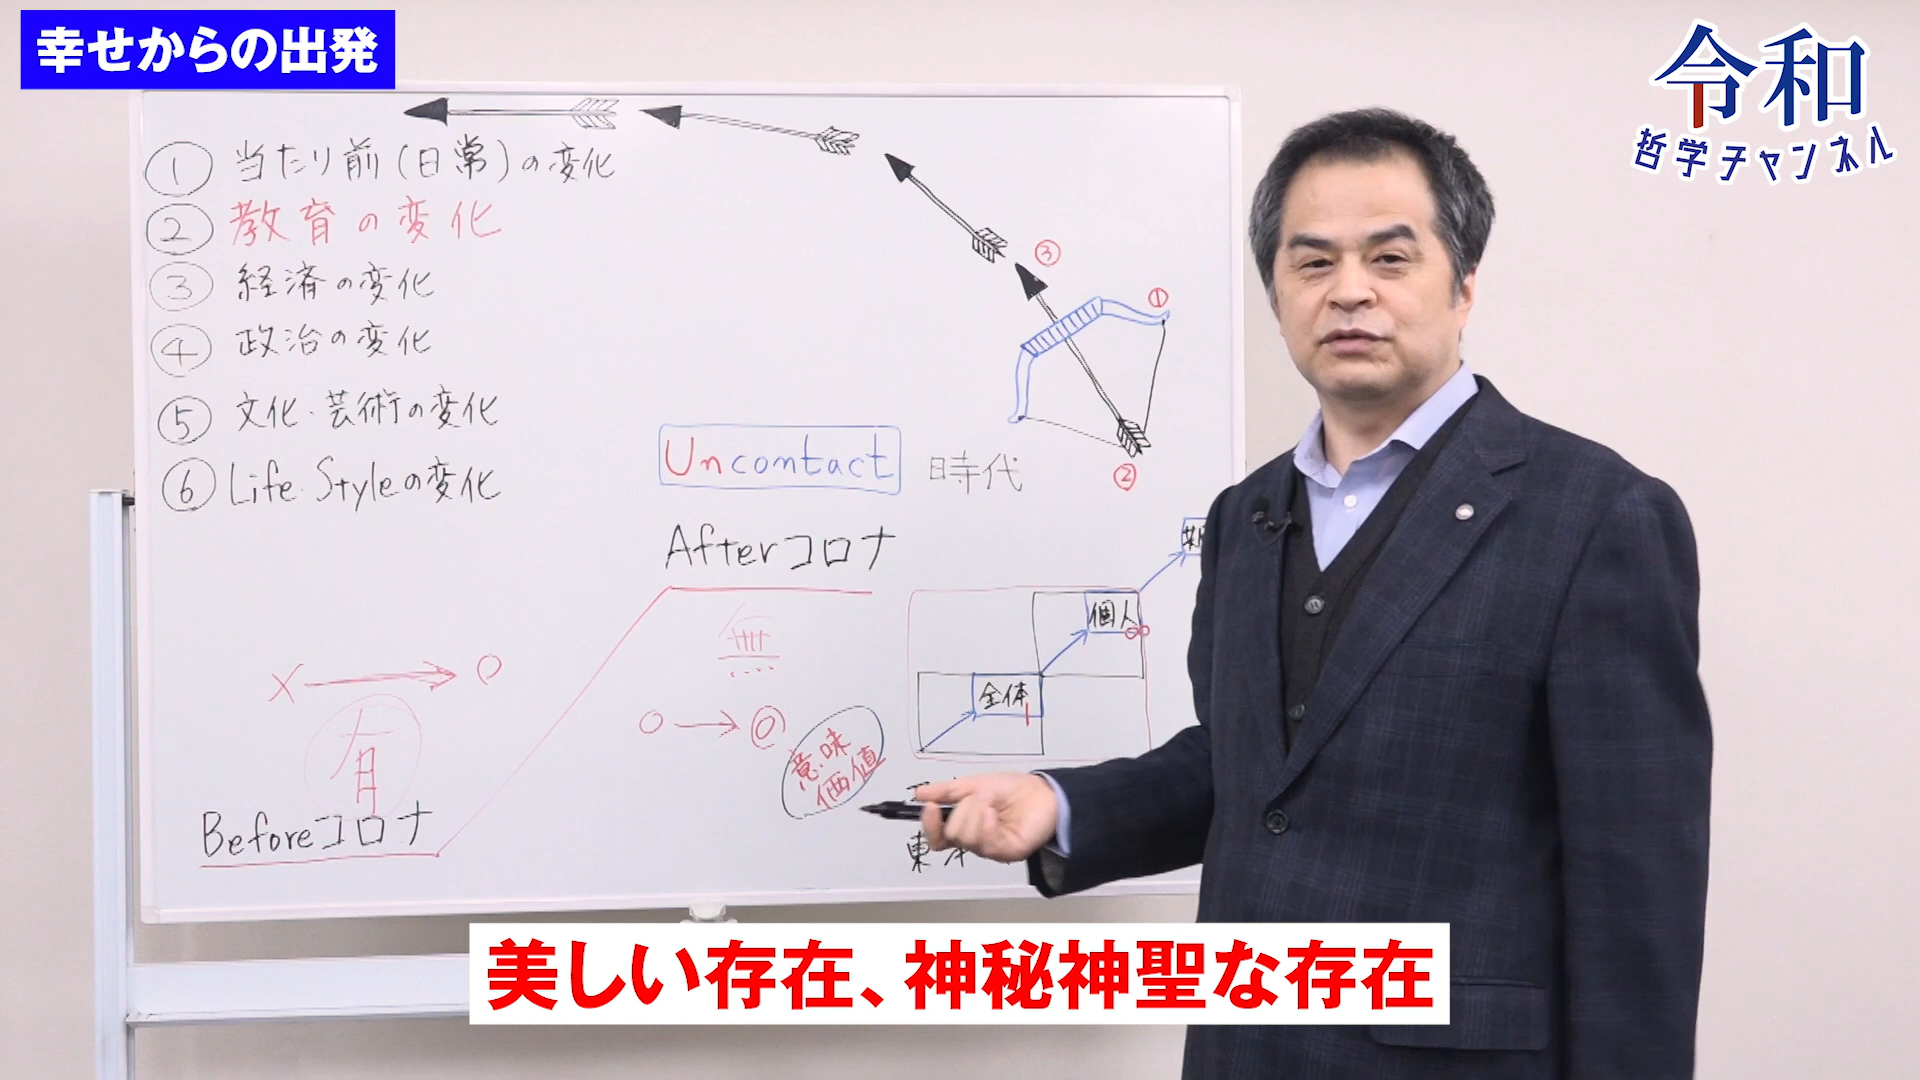 幸せからの出発
令和
哲学チャンネル
① 当たり前(日常)の変化
② 教育の変化
③ 経済の変化
④ 政治の変化
⑤ 文化・芸術の変化
⑥ Life Styleの変化
③
①
②
Uncontact 時代
Afterコロナ
無
個人
∞
全体
1
X → 0
有
0 → ◎
意味
価値
Beforeコロナ
美しい存在、神秘神聖な存在